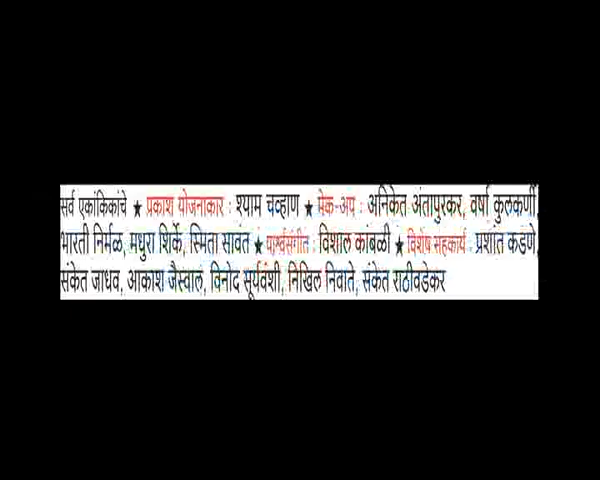 सर्व एकांकिकांचे ★ प्रकाश योजनाकार : श्याम चव्हाण ★ मेक-अप : अनिकेत अंतापुरकर, वर्षा कुलकर्णी,
भारती निर्मळ, मधुरा शिर्के, स्मिता सावंत ★ पार्श्वसंगीत : विशाल कांबळी ★ विशेष सहकार्य : प्रशांत कडणे,
संकेत जाधव, आकाश जैस्वाल, विनोद सूर्यवंशी, निखिल निवाते, संकेत राठीवडेकर